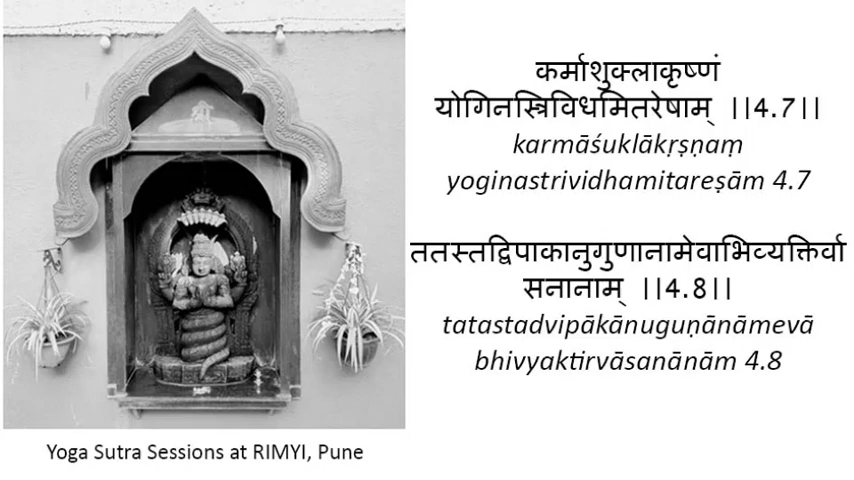 कर्माशुक्लाकृष्णं
योगिनस्त्रिविधमितरेषाम् ||4.7||
karmāśuklākṛṣṇaṃ
yoginastrividhamitareṣām 4.7
ततस्तद्विपाकानुगुणानामेवाभिव्यक्तिर्वा
सनानाम् ||4.8||
tatastadvipākānuguṇānāmevā
bhivyaktirvāsanānām 4.8
Yoga Sutra Sessions at RIMYI, Pune